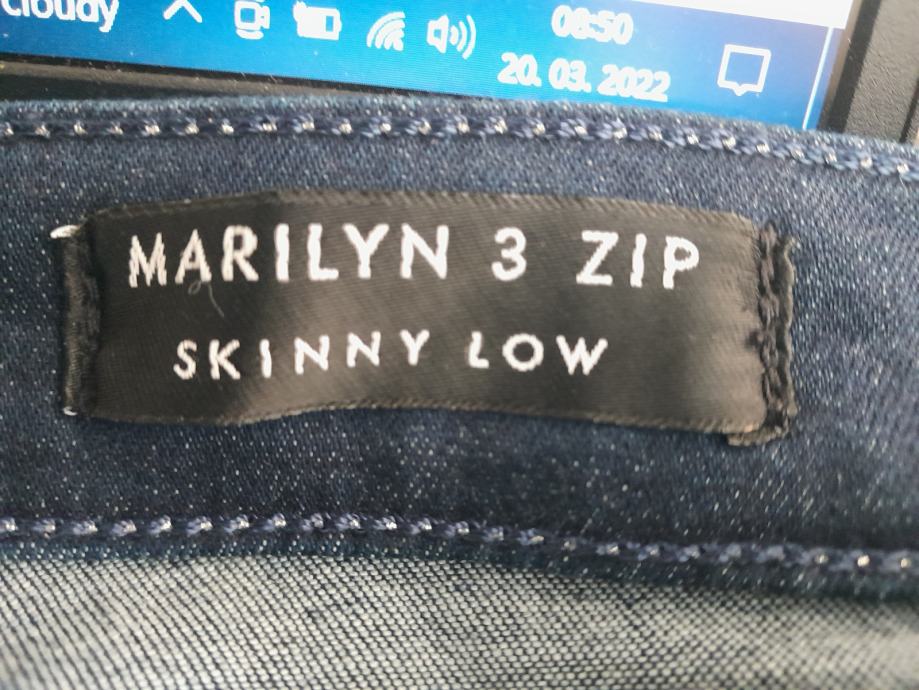 cloudy
08:50
20. 03. 2022
MARILYN 3 ZIP
SKINNY LOW